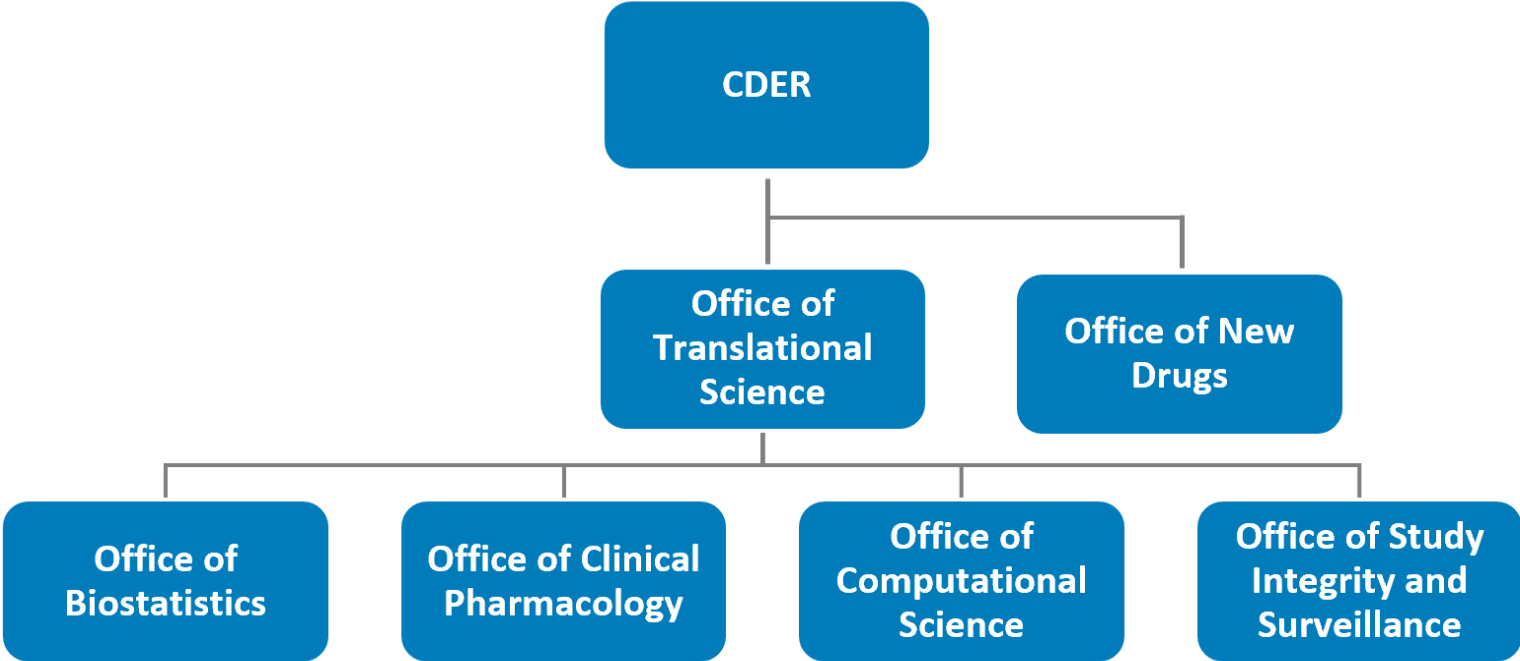 CDER
Office of
Translational
Science
Office of New
Drugs
Office of
Biostatistics
Office of Clinical
Pharmacology
Office of
Computational
Science
Office of Study
Integrity and
Surveillance